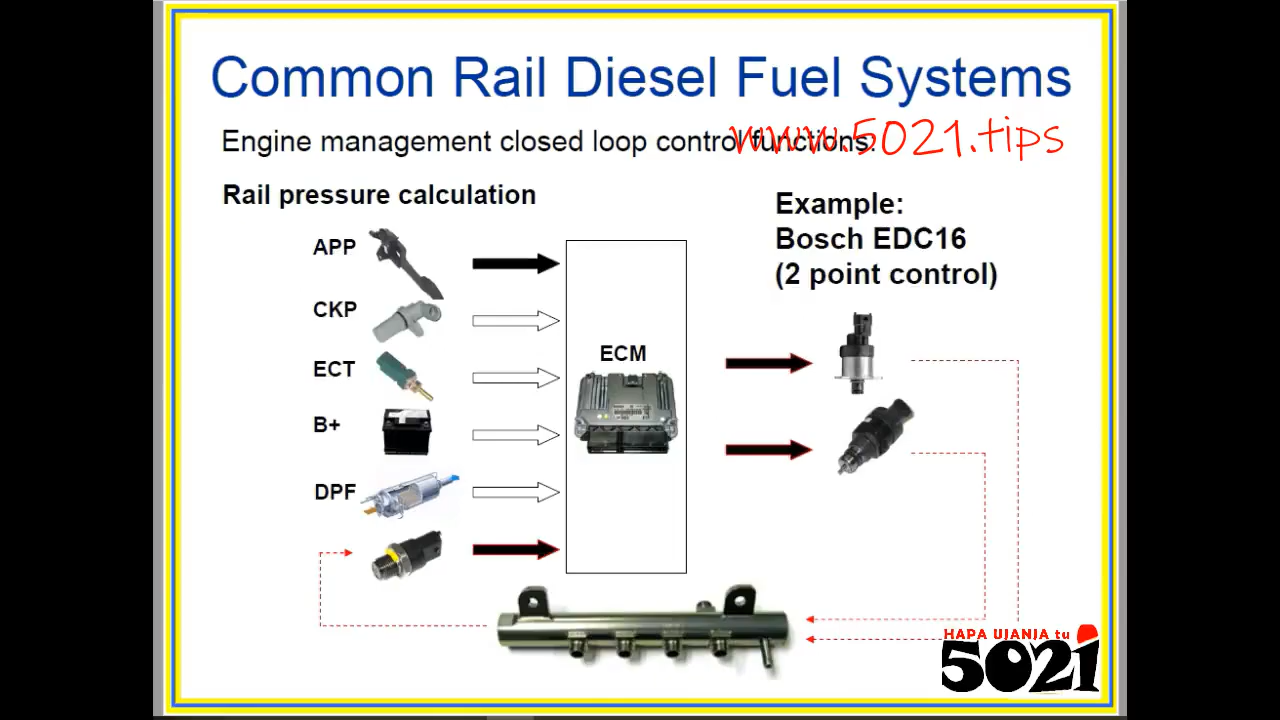 Common Rail Diesel Fuel Systems
Engine management closed loop control functions:
www.5021.tips
Rail pressure calculation
Example:
Bosch EDC16
(2 point control)
APP
CKP
ECT
B+
DPF
ECM
HAPA UJANJA tu
5021